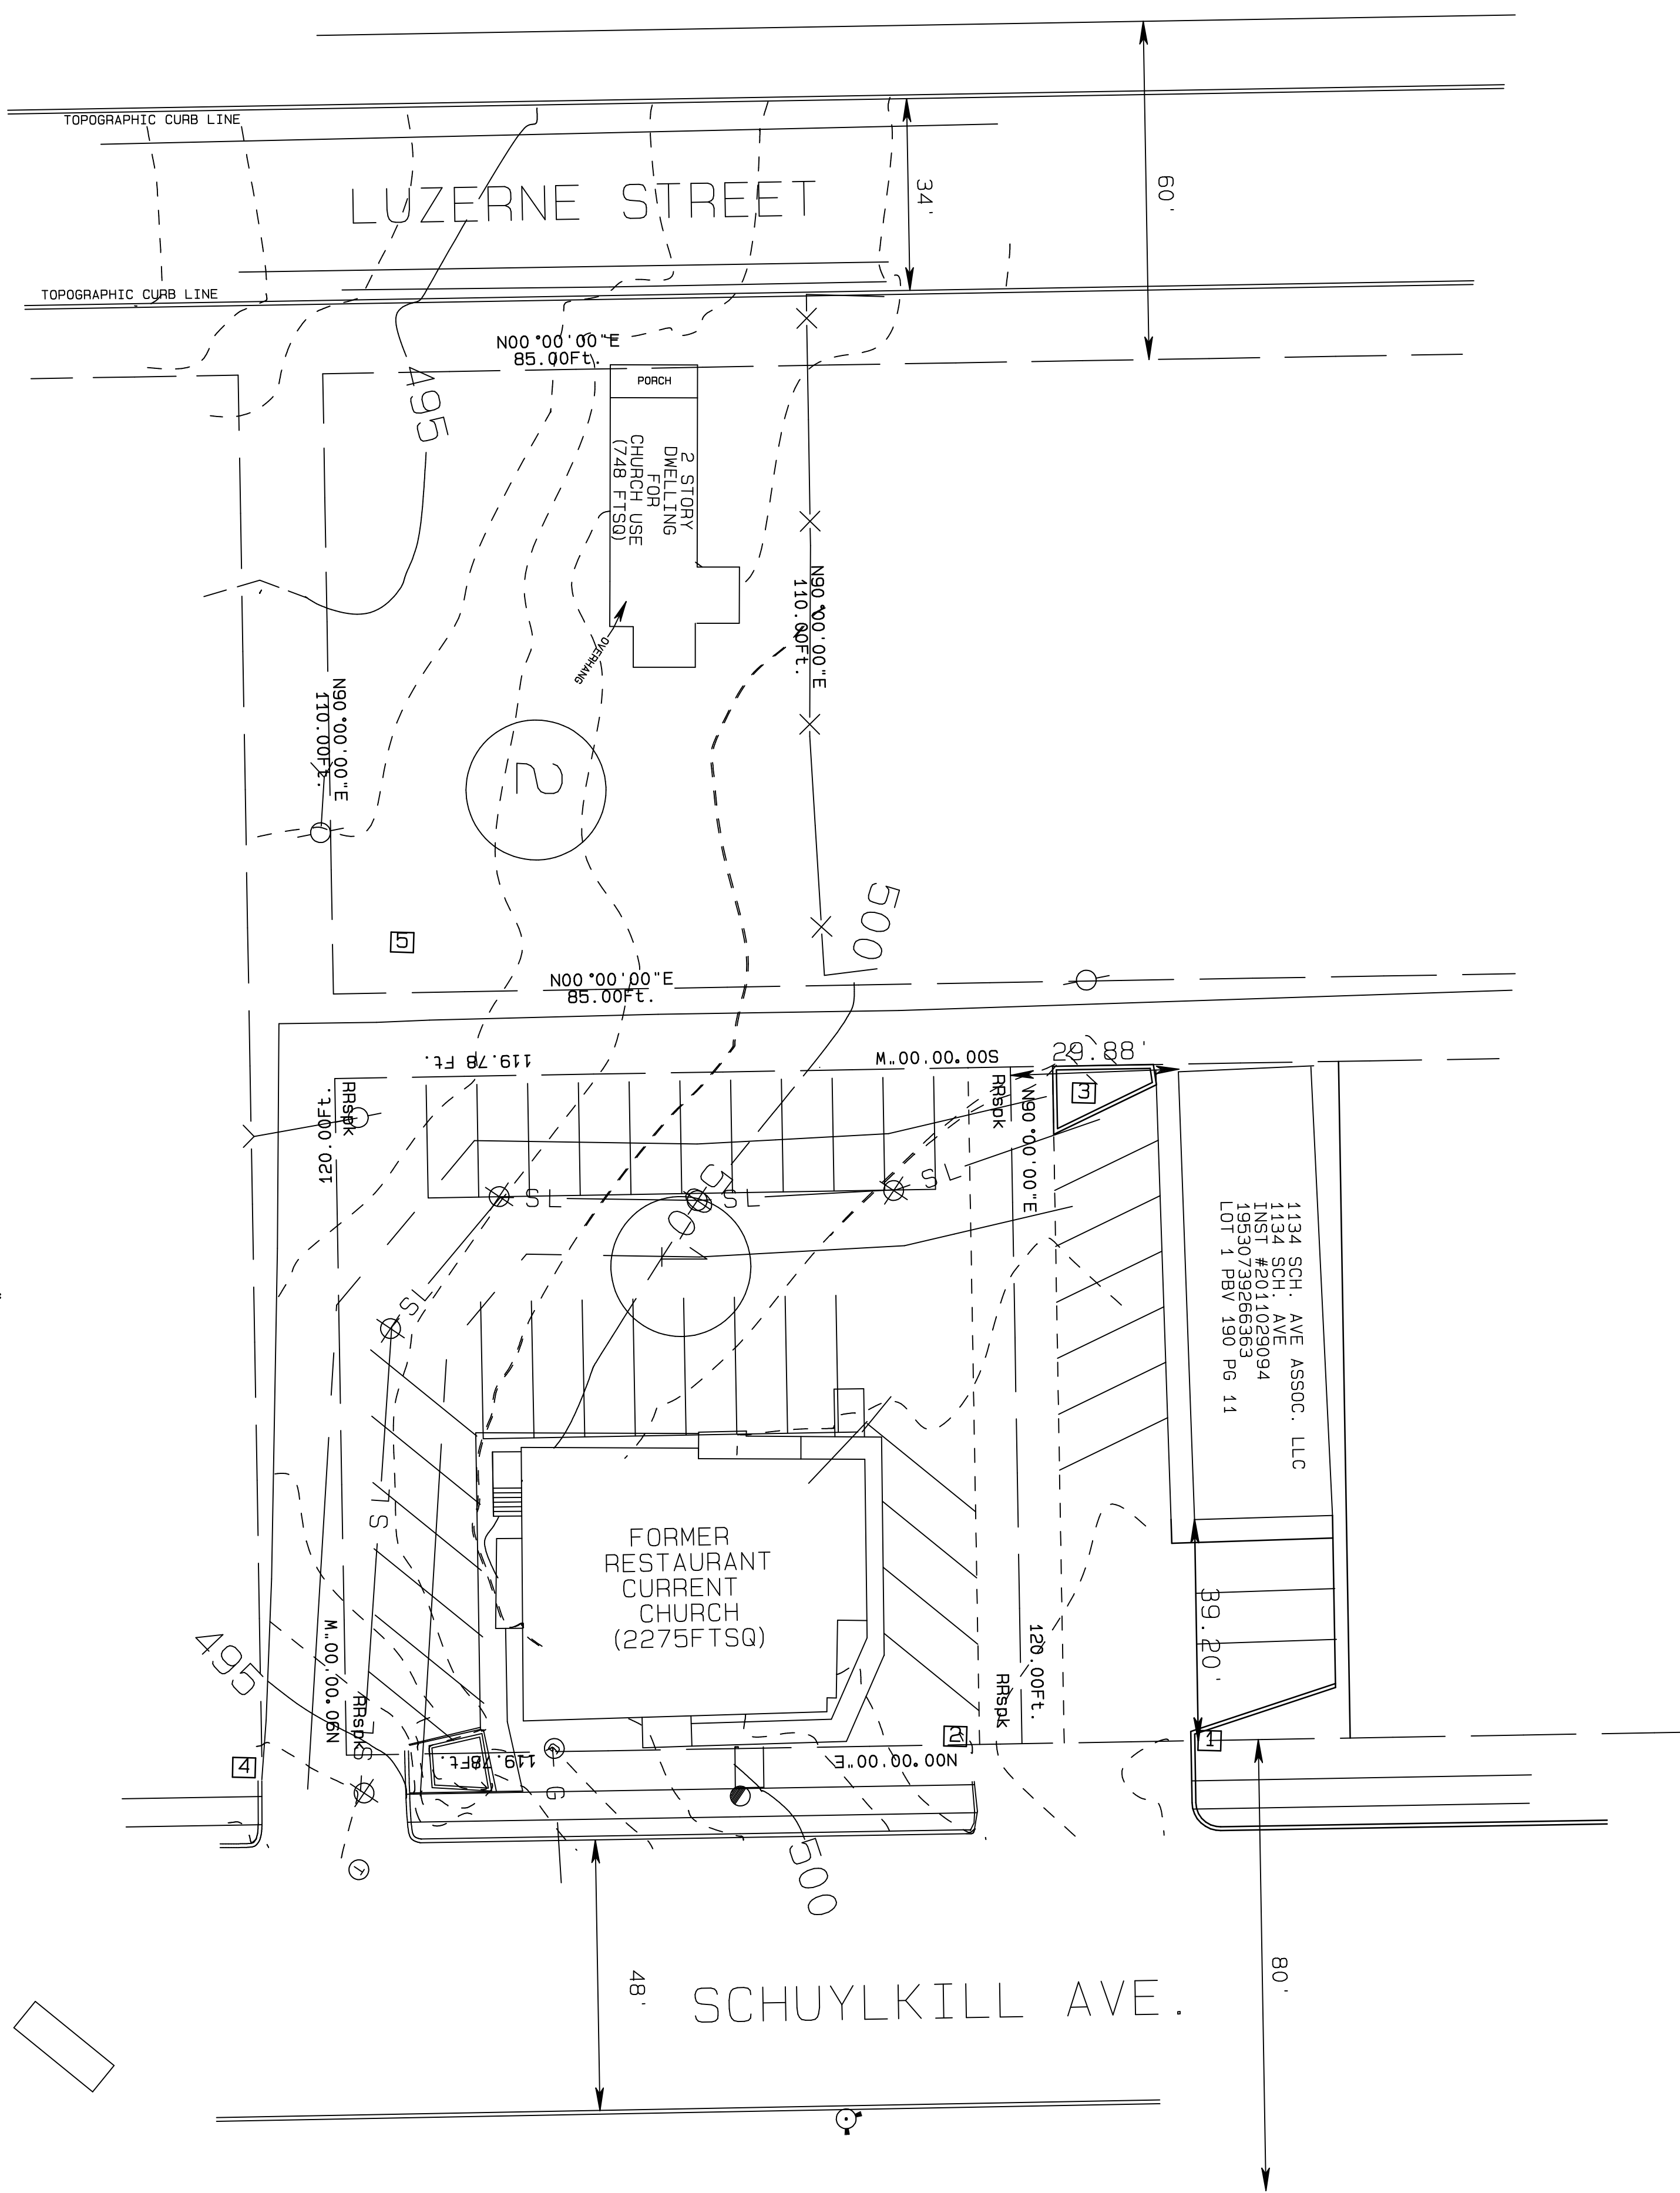 TOPOGRAPHIC CURB LINE
LUZERNE STREET
34'
60'
TOPOGRAPHIC CURB LINE
N00°00'00"E
85.00Ft.
495
PORCH
2 STORY
DWELLING
FOR
CHURCH USE
(748 FTSQ)
OVERHANG
N90°00'00"E
110.00Ft.
N90°00'00"E
110.00Ft.
2
500
5
N00°00'00"E
85.00Ft.
119.78 Ft.
S00°00'00"W
29.88'
3
RRspk
120.00Ft.
RRspk
N90°00'00"E
SL
SL
SL
SL
500
1
1134 SCH. AVE ASSOC. LLC
1134 SCH. AVE
INST #2011029094
19530739266363
LOT 1 PBV 190 PG 11
SL
FORMER
RESTAURANT
CURRENT
CHURCH
(2275FTSQ)
39.20'
495
N90°00'00"W
RRspk
SL
120.00Ft.
RRspk
2
1
4
119.78Ft.
N00°00'00"E
G
T
500
48'
SCHUYLKILL AVE.
80'